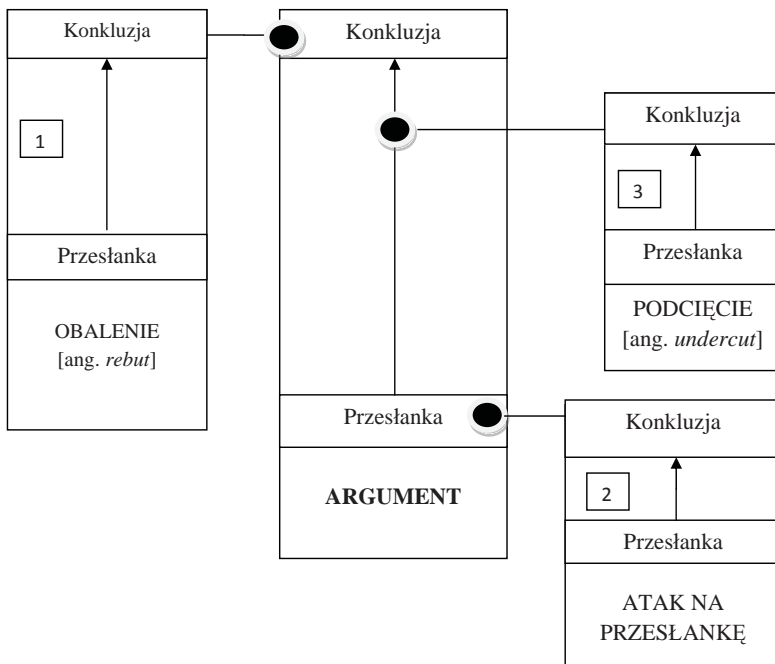 Konkluzja
1
Przesłanka
OBALENIE
[ang. rebut]
Konkluzja
Przesłanka
ARGUMENT
Konkluzja
3
Przesłanka
PODCIĘCIE
[ang. undercut]
Konkluzja
2
Przesłanka
ATAK NA
PRZESŁANKĘ